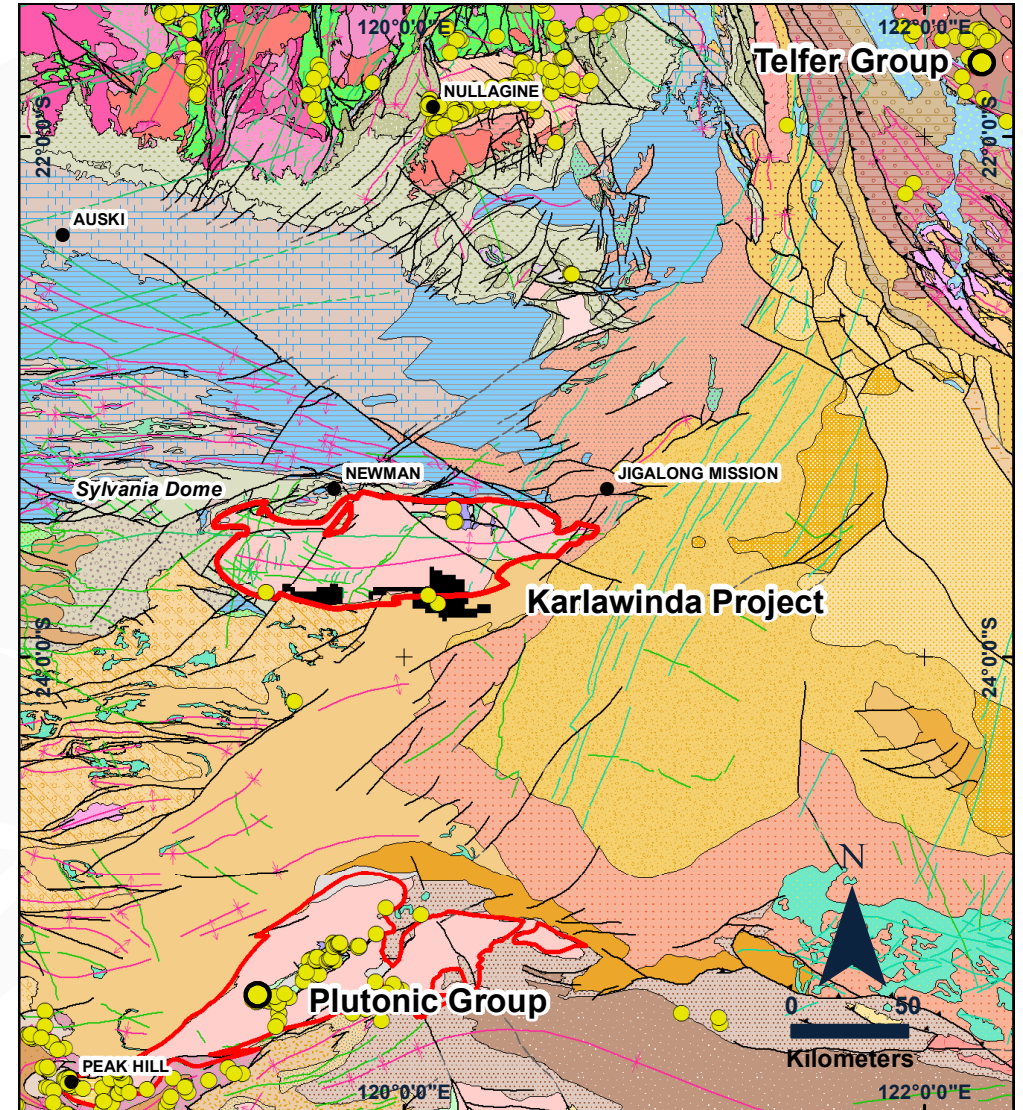 120°0'0"E
122°0'0"E
Telfer Group
NULLAGINE
22°0'0"S
22°0'0"S
AUSKI
NEWMAN
JIGALONG MISSION
Sylvania Dome
Karlawinda Project
24°0'0"S
24°0'0"S
N
0 50
Kilometers
Plutonic Group
PEAK HILL
120°0'0"E
122°0'0"E